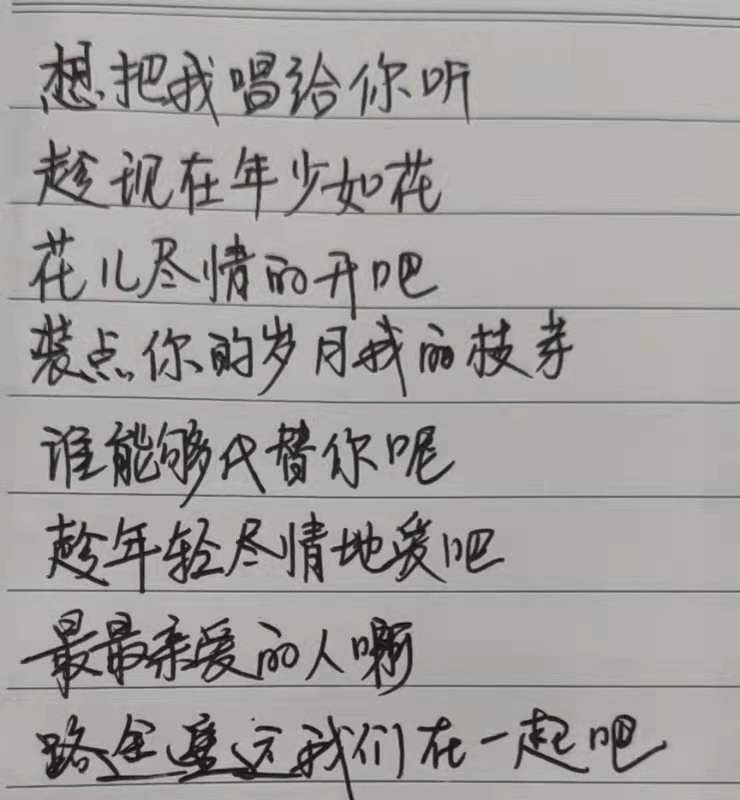 想把我唱给你听
趁现在年少如花
花儿尽情的开吧
装点你的岁月我的枝芽
谁能够代替你呢
趁年轻尽情地爱吧
最最亲爱的人啊
路途遥远我们在一起吧